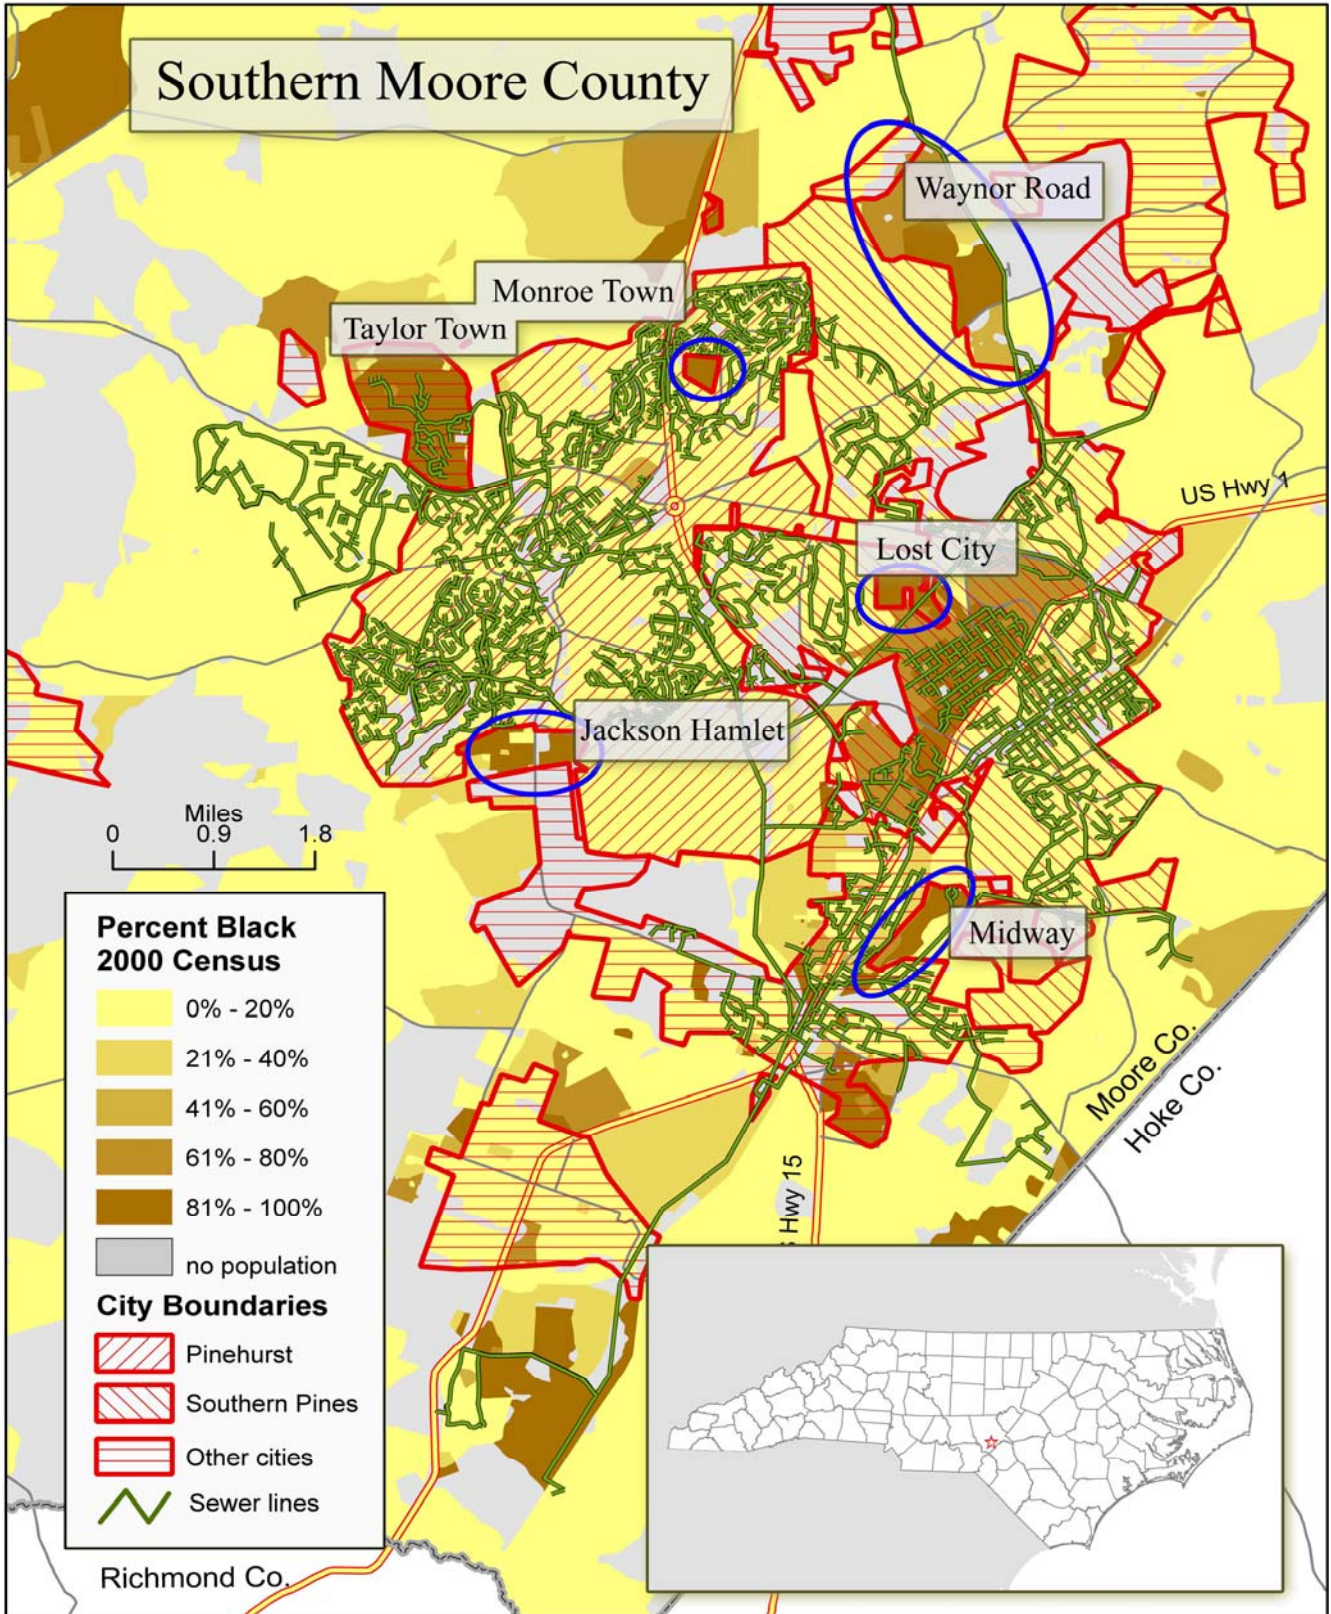 Southern Moore County
Waynor Road
Monroe Town
Taylor Town
US Hwy 1
Lost City
Jackson Hamlet
Miles
0 0.9 1.8
Midway
Percent Black
2000 Census
0% - 20%
21% - 40%
41% - 60%
61% - 80%
81% - 100%
no population
City Boundaries
Pinehurst
Southern Pines
Other cities
Sewer lines
Moore Co.
Hoke Co.
Hwy 15
Richmond Co.